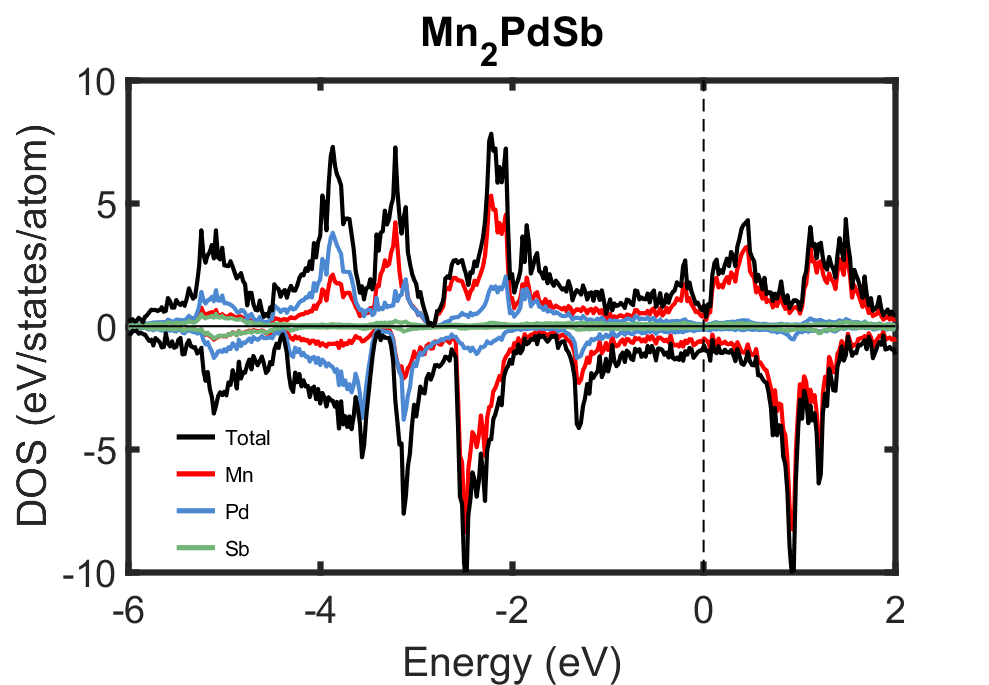 Mn₂PdSb
DOS (eV/states/atom)
10
5
0
-5
-10
Total
Mn
Pd
Sb
-6 -4 -2 0 2
Energy (eV)